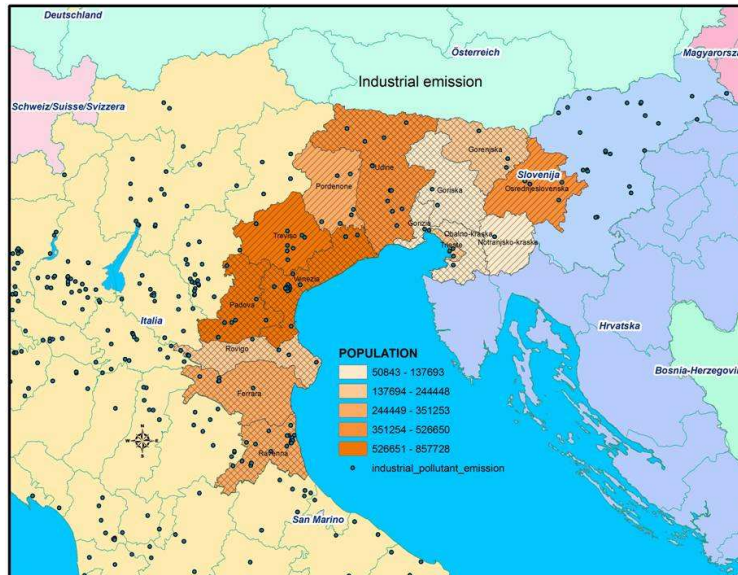 Deutschland
Österreich
Magyarorsz
Industrial emission
Schweiz/Suisse/Svizzera
Gorenjska
Udine
Slovenija
Pordenone
Goriska
Osrednjeslovenska
Gorizia
Treviso
Obalno-kraska
Notranjsko-kraska
Trieste
Venezia
Padova
Italia
Hrvatska
Rovigo
POPULATION
50843 - 137693
Bosnia-Herzegovin
137694 - 244448
244449 - 351253
Ferrara
351254 - 526650
526651 - 857728
N
W
E
S
Ravenna
industrial_pollutant_emission
San Marino